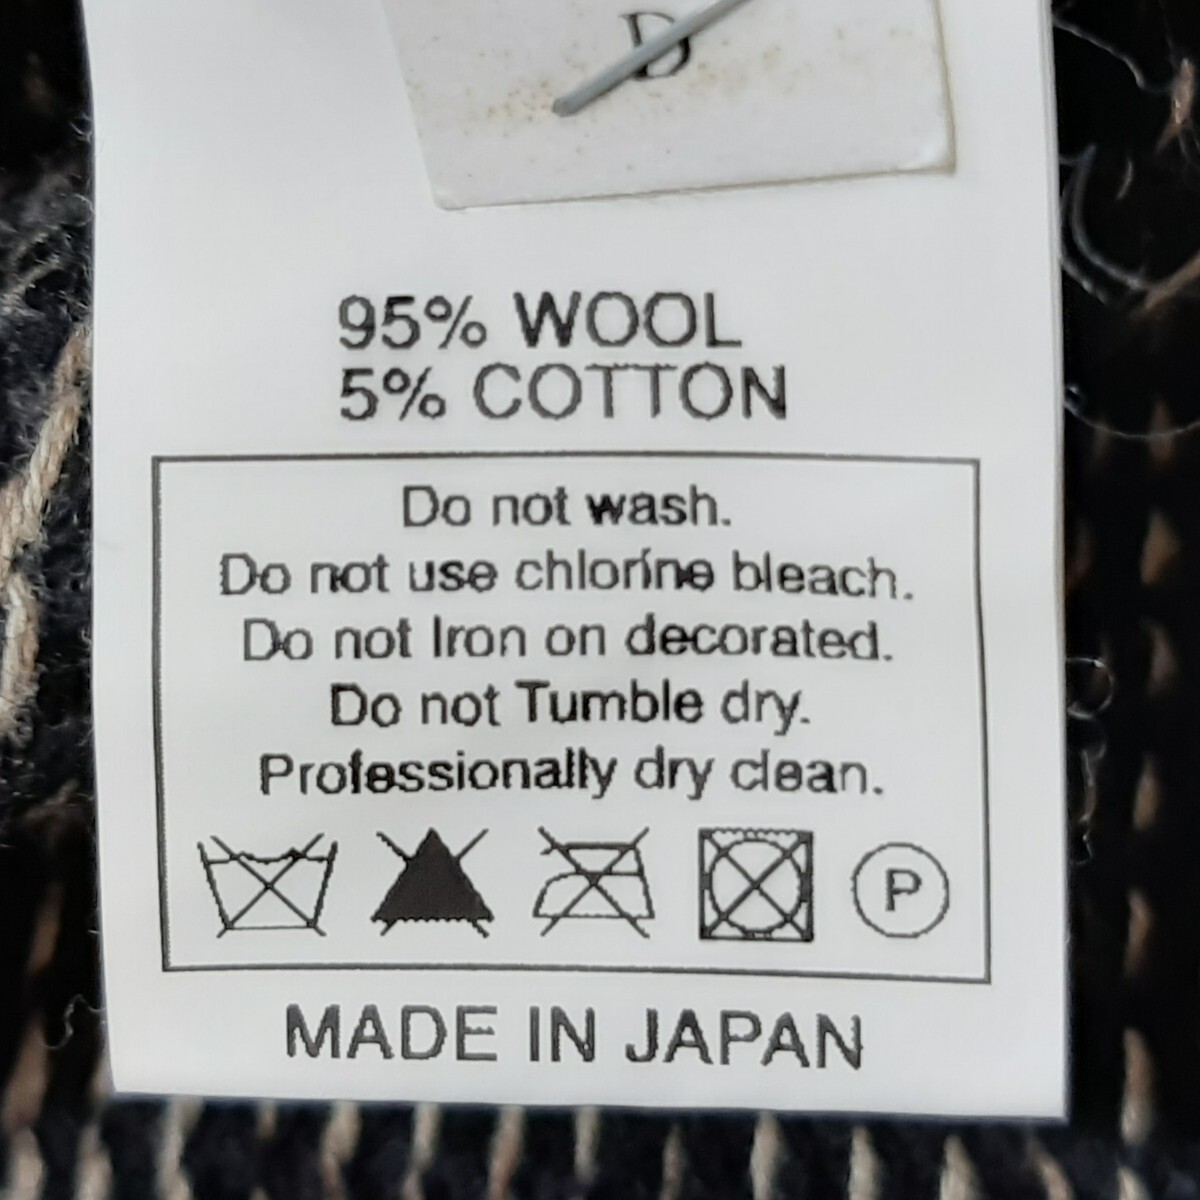 D
95% WOOL
5% COTTON
Do not wash.
Do not use chlorine bleach.
Do not Iron on decorated.
Do not Tumble dry.
Professionally dry clean.
P
MADE IN JAPAN